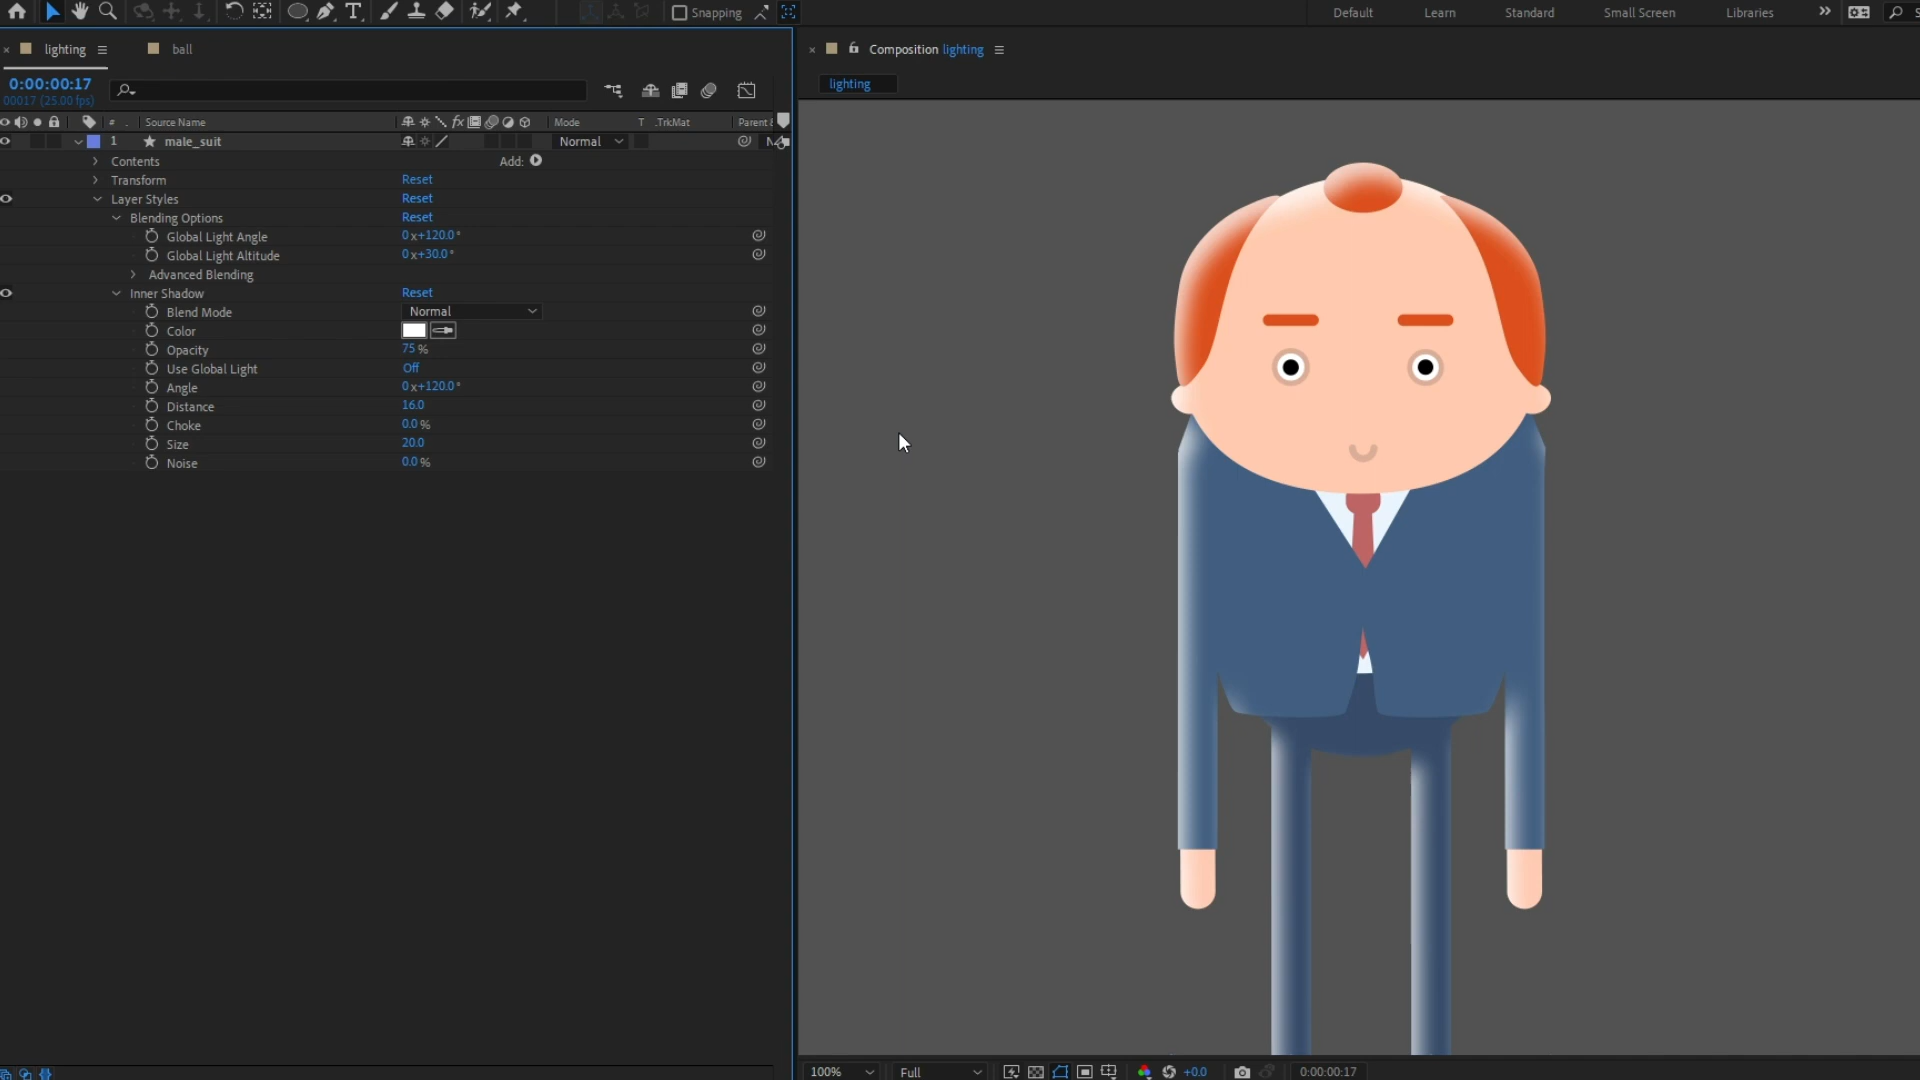 Snapping
Default Learn Standard Small Screen Libraries »
× lighting ball
× Composition lighting
0:00:00:17
00017 (25.00 fps)
lighting
# . Source Name Mode T .TrkMat Parent &
1 male_suit Normal
Contents Add:
Transform Reset
Layer Styles Reset
Blending Options Reset
Global Light Angle 0 x+120.0 °
Global Light Altitude 0 x+30.0 °
Advanced Blending
Inner Shadow Reset
Blend Mode Normal
Color
Opacity 75 %
Use Global Light Off
Angle 0 x+120.0 °
Distance 16.0
Choke 0.0 %
Size 20.0
Noise 0.0 %
100% Full +0.0 0:00:00:17